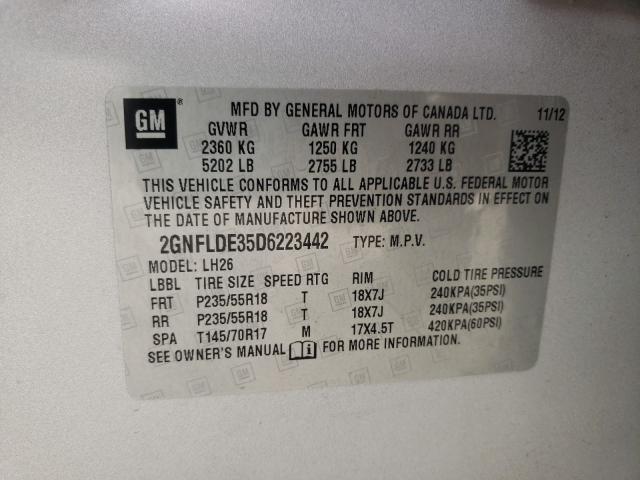 GM ® MFD BY GENERAL MOTORS OF CANADA LTD. 11/12
GVWR GAWR FRT GAWR RR
2360 KG 1250 KG 1240 KG
5202 LB 2755 LB 2733 LB
THIS VEHICLE CONFORMS TO ALL APPLICABLE U.S. FEDERAL MOTOR
VEHICLE SAFETY AND THEFT PREVENTION STANDARDS IN EFFECT ON
THE DATE OF MANUFACTURE SHOWN ABOVE.
2GNFLDE35D6223442 TYPE: M.P.V.
MODEL: LH26
LBBL TIRE SIZE SPEED RTG RIM COLD TIRE PRESSURE
FRT P235/55R18 T 18X7J 240KPA(35PSI)
RR P235/55R18 T 18X7J 240KPA(35PSI)
SPA T145/70R17 M 17X4.5T 420KPA(60PSI)
SEE OWNER'S MANUAL i FOR MORE INFORMATION.